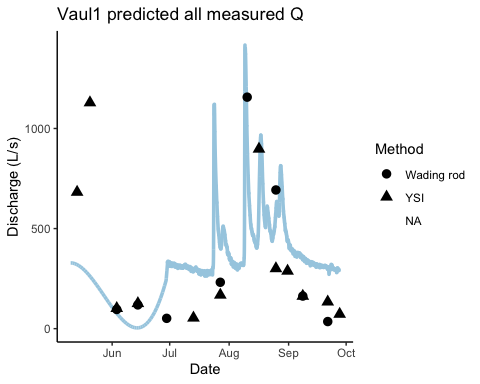 Vaul1 predicted all measured Q
Discharge (L/s)
1000
500
0
Jun Jul Aug Sep Oct
Date
Method
Wading rod
YSI
NA